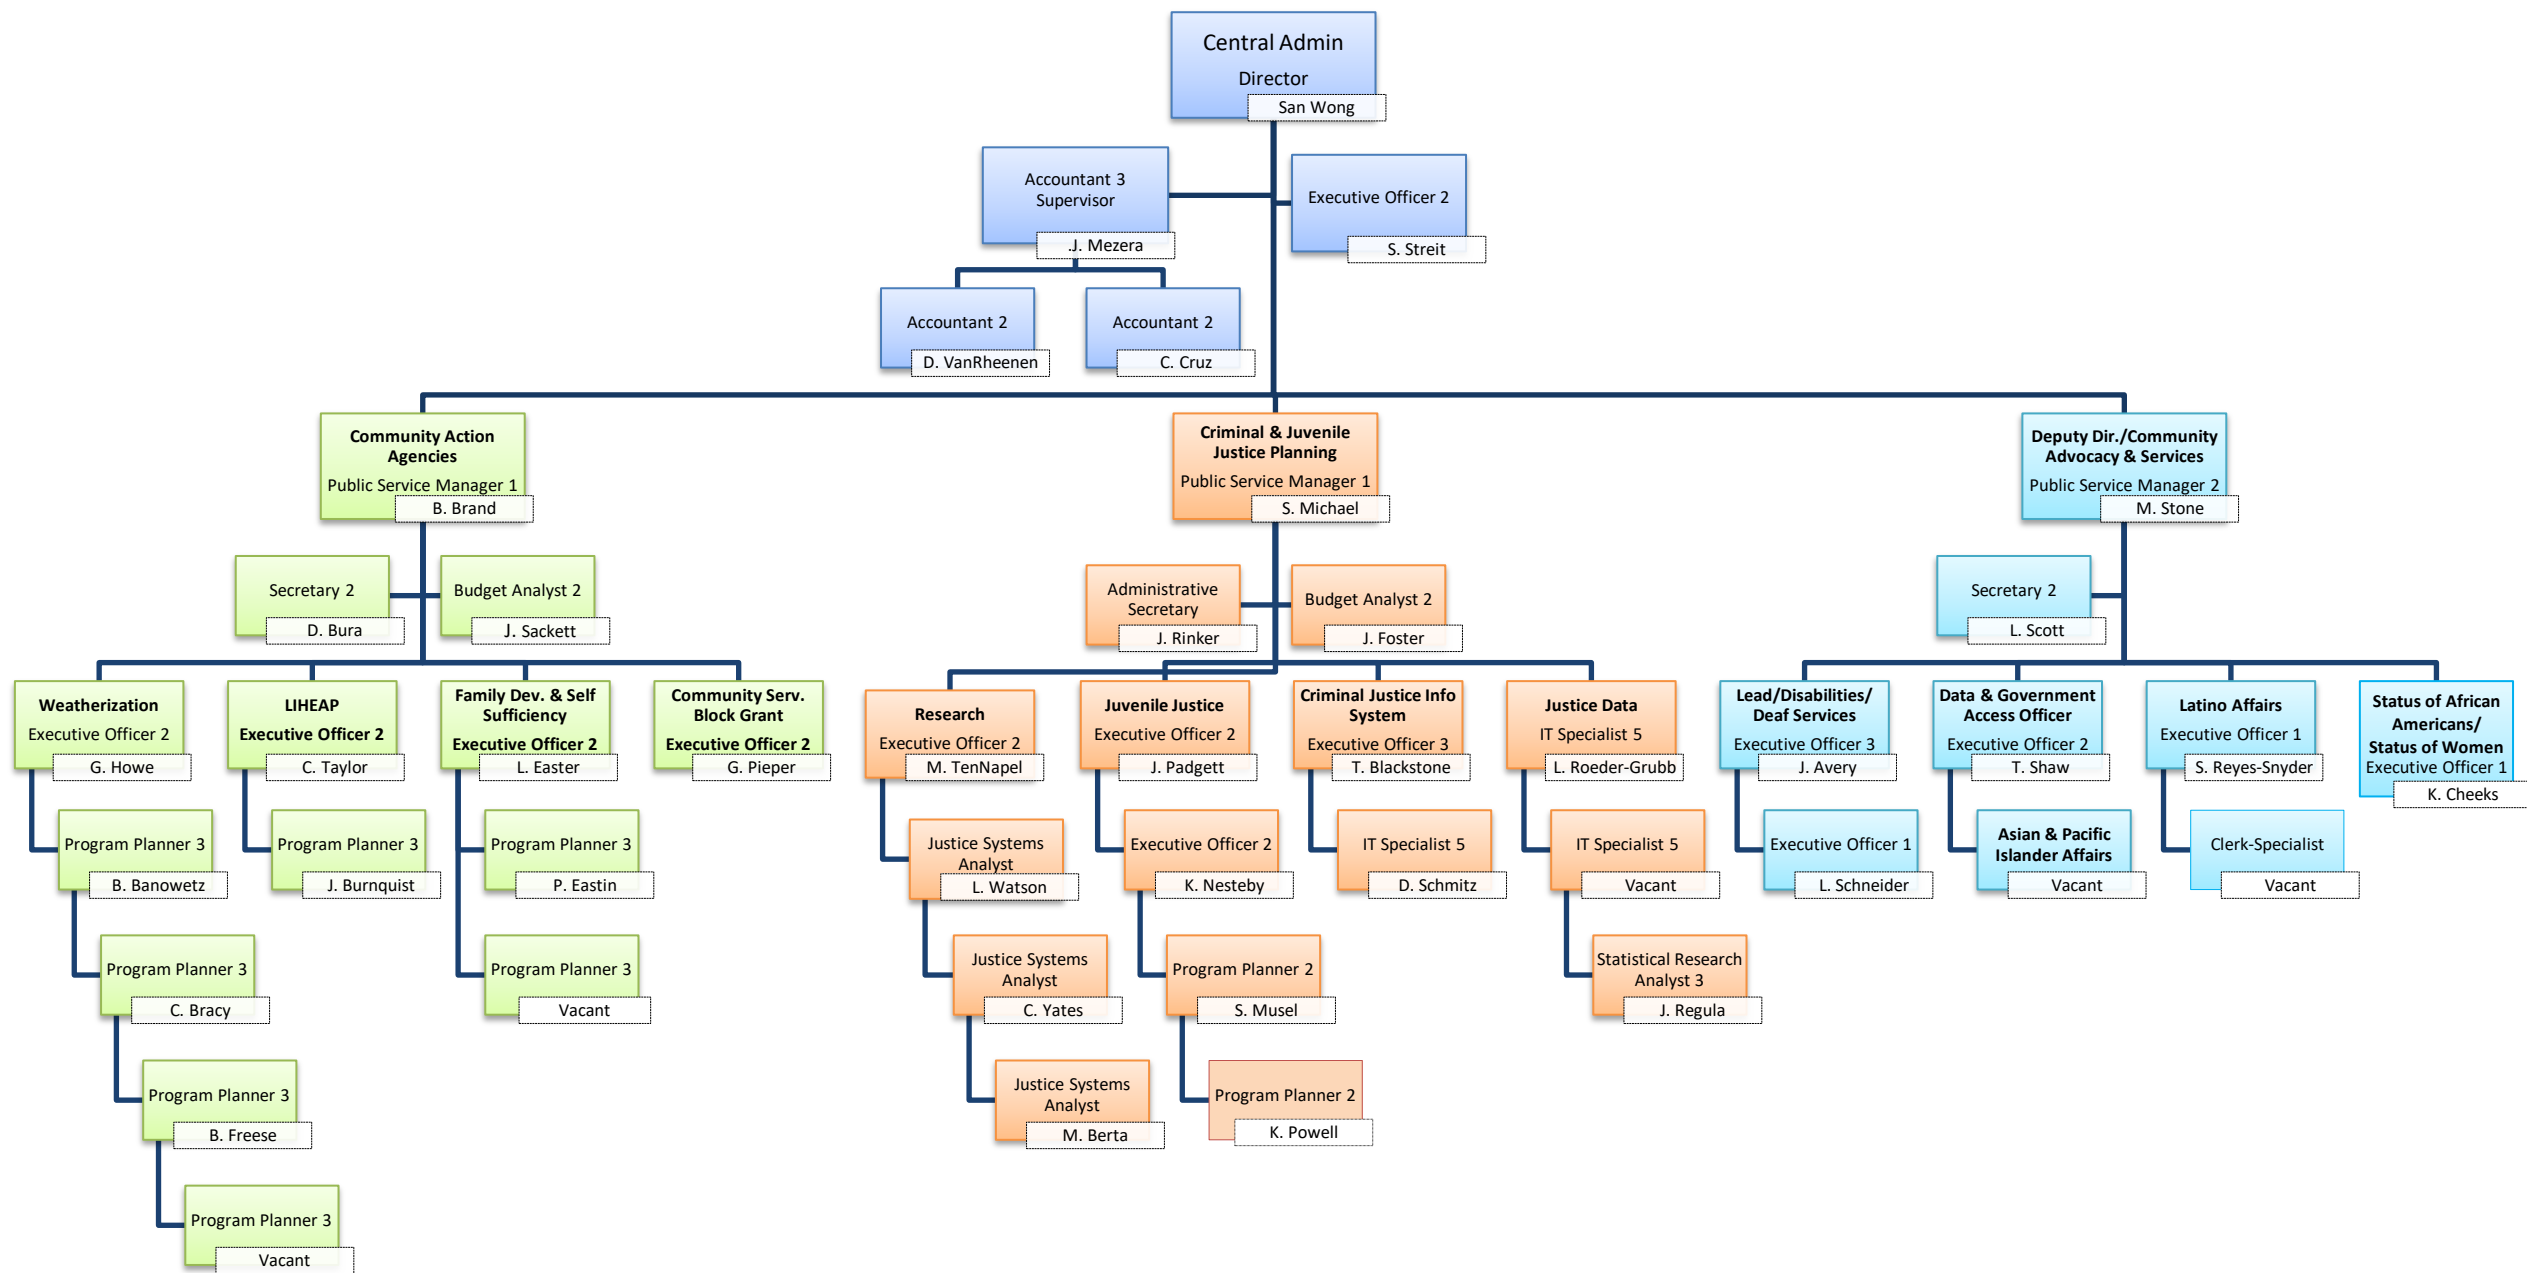 Central Admin
Director
San Wong
Accountant 3
Supervisor
.J. Mezera
Executive Officer 2
S. Streit
Accountant 2
D. VanRheenen
Accountant 2
C. Cruz
Community Action
Agencies
Public Service Manager 1
B. Brand
Criminal & Juvenile
Justice Planning
Public Service Manager 1
S. Michael
Deputy Dir./Community
Advocacy & Services
Public Service Manager 2
M. Stone
Secretary 2
D. Bura
Budget Analyst 2
J. Sackett
Administrative
Secretary
J. Rinker
Budget Analyst 2
J. Foster
Secretary 2
L. Scott
Weatherization
Executive Officer 2
G. Howe
LIHEAP
Executive Officer 2
C. Taylor
Family Dev. & Self
Sufficiency
Executive Officer 2
L. Easter
Community Serv.
Block Grant
Executive Officer 2
G. Pieper
Research
Executive Officer 2
M. TenNapel
Juvenile Justice
Executive Officer 2
J. Padgett
Criminal Justice Info
System
Executive Officer 3
T. Blackstone
Justice Data
IT Specialist 5
L. Roeder-Grubb
Lead/Disabilities/
Deaf Services
Executive Officer 3
J. Avery
Data & Government
Access Officer
Executive Officer 2
T. Shaw
Latino Affairs
Executive Officer 1
S. Reyes-Snyder
Status of African
Americans/
Status of Women
Executive Officer 1
K. Cheeks
Program Planner 3
B. Banowetz
Program Planner 3
J. Burnquist
Program Planner 3
P. Eastin
Justice Systems
Analyst
L. Watson
Executive Officer 2
K. Nesteby
IT Specialist 5
D. Schmitz
IT Specialist 5
Vacant
Executive Officer 1
L. Schneider
Asian & Pacific
Islander Affairs
Vacant
Clerk-Specialist
Vacant
Program Planner 3
C. Bracy
Program Planner 3
Vacant
Justice Systems
Analyst
C. Yates
Program Planner 2
S. Musel
Statistical Research
Analyst 3
J. Regula
Program Planner 3
B. Freese
Justice Systems
Analyst
M. Berta
Program Planner 2
K. Powell
Program Planner 3
Vacant